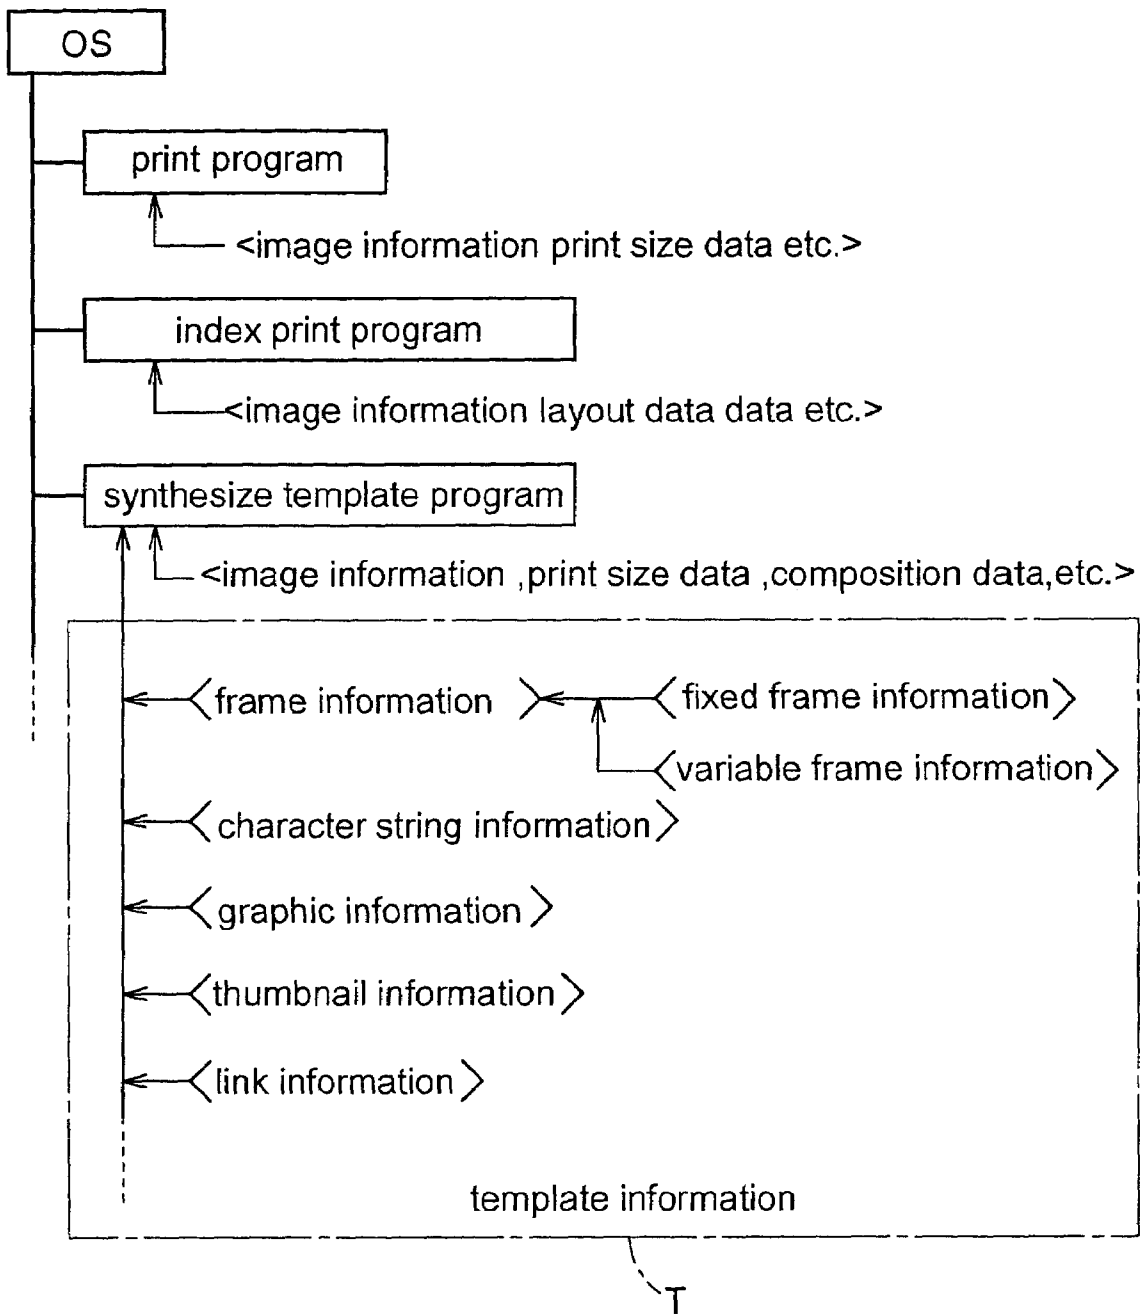 OS
print program
<image information print size data etc.>
index print program
<image information layout data data etc.>
synthesize template program
<image information ,print size data ,composition data,etc.>
<frame information > <fixed frame information>
<variable frame information>
<character string information>
<graphic information>
<thumbnail information>
<link information>
template information
T